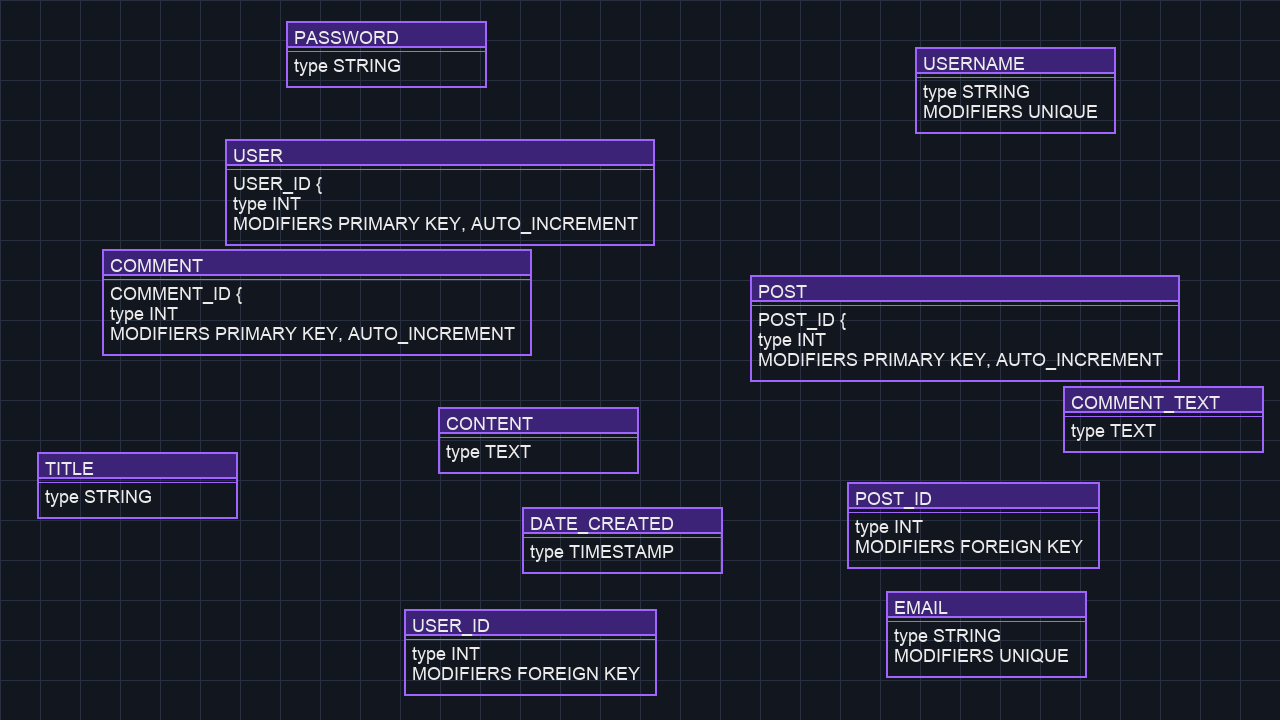 PASSWORD
type STRING
USERNAME
type STRING
MODIFIERS UNIQUE
USER
USER_ID {
type INT
MODIFIERS PRIMARY KEY, AUTO_INCREMENT
COMMENT
COMMENT_ID {
type INT
MODIFIERS PRIMARY KEY, AUTO_INCREMENT
POST
POST_ID {
type INT
MODIFIERS PRIMARY KEY, AUTO_INCREMENT
COMMENT_TEXT
type TEXT
CONTENT
type TEXT
TITLE
type STRING
POST_ID
type INT
MODIFIERS FOREIGN KEY
DATE_CREATED
type TIMESTAMP
EMAIL
type STRING
MODIFIERS UNIQUE
USER_ID
type INT
MODIFIERS FOREIGN KEY